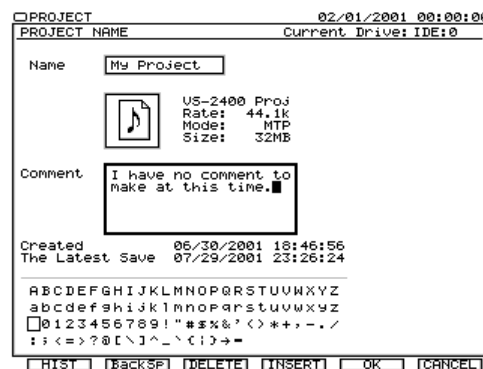 PROJECT 02/01/2001 00:00:00
PROJECT NAME Current Drive:IDE:0
Name My Project
VS-2400 Proj
Rate: 44.1k
Mode: MTP
Size: 32MB
Comment I have no comment to
make at this time.
Created 06/30/2001 18:46:56
The Latest Save 07/29/2001 23:26:24
ABCDEFGHIJKLMNOPQRSTUVWXYZ
abcdefghijklmnopqrstuvwxyz
0123456789!"#$%&'()*+,-./
:;<=>?@[\]^_`{|}→←
HIST BackSP DELETE INSERT OK CANCEL